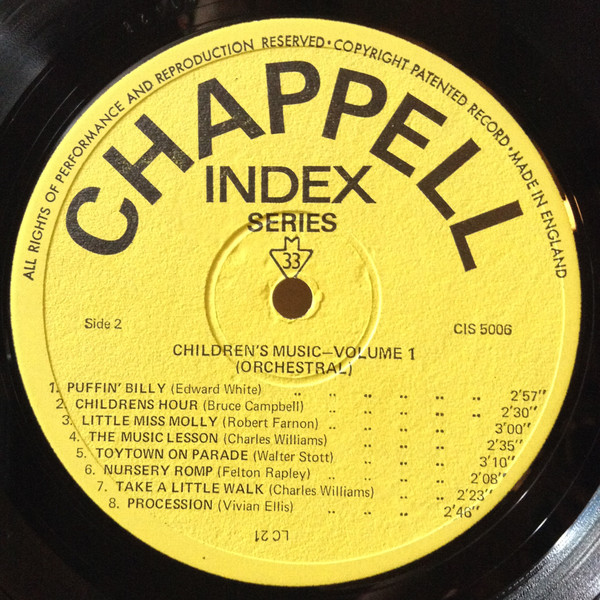 ALL RIGHTS OF PERFORMANCE AND REPRODUCTION RESERVED · COPYRIGHT PATENTED RECORD · MADE IN ENGLAND
CHAPPELL
INDEX
SERIES
33
Side 2
CIS 5006
CHILDREN'S MUSIC—VOLUME 1
(ORCHESTRAL)
1. PUFFIN' BILLY (Edward White) .. .. .. .. .. .. 2'57"
2. CHILDRENS HOUR (Bruce Campbell) .. .. .. .. .. 2'30"
3. LITTLE MISS MOLLY (Robert Farnon) .. .. .. .. .. 3'00"
4. THE MUSIC LESSON (Charles Williams) .. .. .. 2'35"
5. TOYTOWN ON PARADE (Walter Stott) .. .. .. 3'10"
6. NURSERY ROMP (Felton Rapley) .. .. .. .. 2'08"
7. TAKE A LITTLE WALK (Charles Williams) .. .. .. 2'23"
8. PROCESSION (Vivian Ellis) .. .. .. .. 2'46"
LC 21